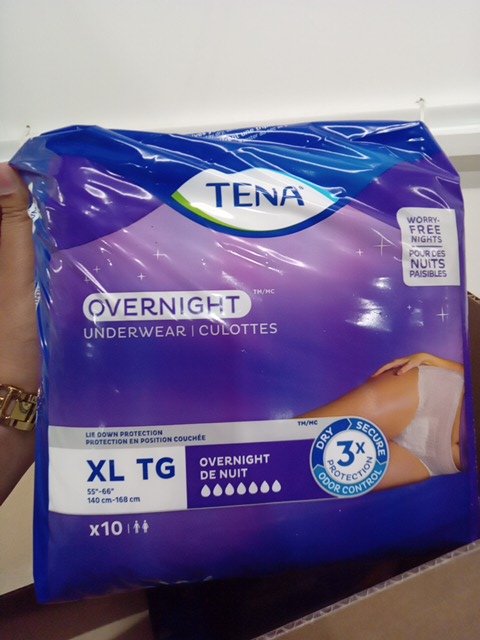 TENA®
WORRY-
FREE
NIGHTS
POUR DES
NUITS
PAISIBLES
OVERNIGHT TM/MC
UNDERWEAR | CULOTTES
LIE DOWN PROTECTION
PROTECTION EN POSITION COUCHÉE
TM/MC
XL TG
55"-66"
140 cm-168 cm
OVERNIGHT
DE NUIT
DRY
SECURE
3X
PROTECTION
ODOR CONTROL
x10